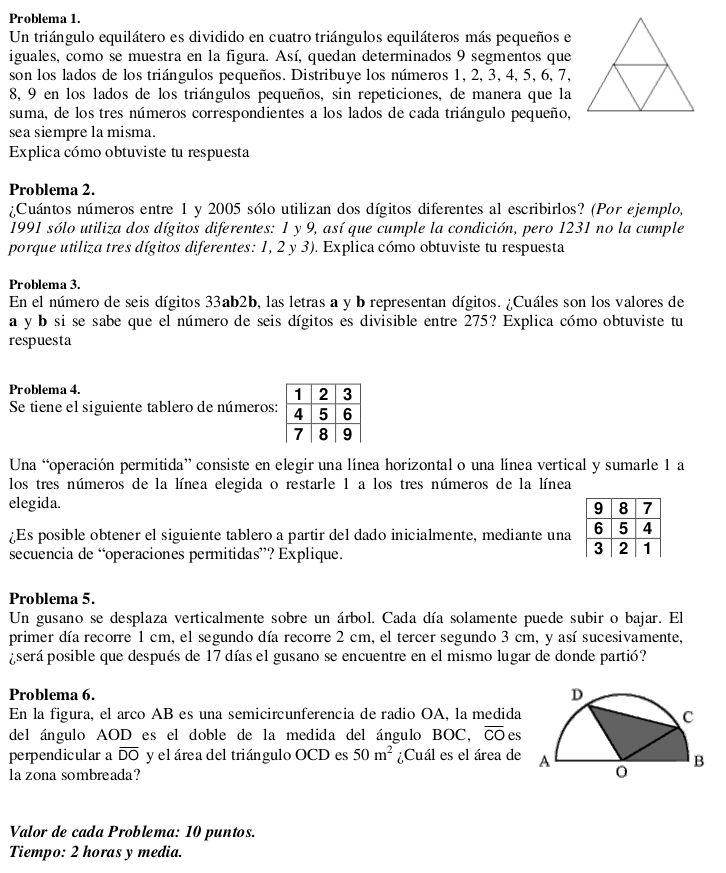 Problema 1.
Un triángulo equilátero es dividido en cuatro triángulos equiláteros más pequeños e
iguales, como se muestra en la figura. Así, quedan determinados 9 segmentos que
son los lados de los triángulos pequeños. Distribuye los números 1, 2, 3, 4, 5, 6, 7,
8, 9 en los lados de los triángulos pequeños, sin repeticiones, de manera que la
suma, de los tres números correspondientes a los lados de cada triángulo pequeño,
sea siempre la misma.
Explica cómo obtuviste tu respuesta
Problema 2.
¿Cuántos números entre 1 y 2005 sólo utilizan dos dígitos diferentes al escribirlos? (Por ejemplo,
1991 sólo utiliza dos dígitos diferentes: 1 y 9, así que cumple la condición, pero 1231 no la cumple
porque utiliza tres dígitos diferentes: 1, 2 y 3). Explica cómo obtuviste tu respuesta
Problema 3.
En el número de seis dígitos 33ab2b, las letras a y b representan dígitos. ¿Cuáles son los valores de
a y b si se sabe que el número de seis dígitos es divisible entre 275? Explica cómo obtuviste tu
respuesta
Problema 4.
Se tiene el siguiente tablero de números:
1 2 3
4 5 6
7 8 9
Una “operación permitida” consiste en elegir una línea horizontal o una línea vertical y sumarle 1 a
los tres números de la línea elegida o restarle 1 a los tres números de la línea
elegida.
¿Es posible obtener el siguiente tablero a partir del dado inicialmente, mediante una
secuencia de “operaciones permitidas”? Explique.
9 8 7
6 5 4
3 2 1
Problema 5.
Un gusano se desplaza verticalmente sobre un árbol. Cada día solamente puede subir o bajar. El
primer día recorre 1 cm, el segundo día recorre 2 cm, el tercer segundo 3 cm, y así sucesivamente,
¿será posible que después de 17 días el gusano se encuentre en el mismo lugar de donde partió?
Problema 6.
En la figura, el arco AB es una semicircunferencia de radio OA, la medida
del ángulo AOD es el doble de la medida del ángulo BOC, CO es
perpendicular a DO y el área del triángulo OCD es 50 m² ¿Cuál es el área de
la zona sombreada?
D
C
A
O
B
Valor de cada Problema: 10 puntos.
Tiempo: 2 horas y media.